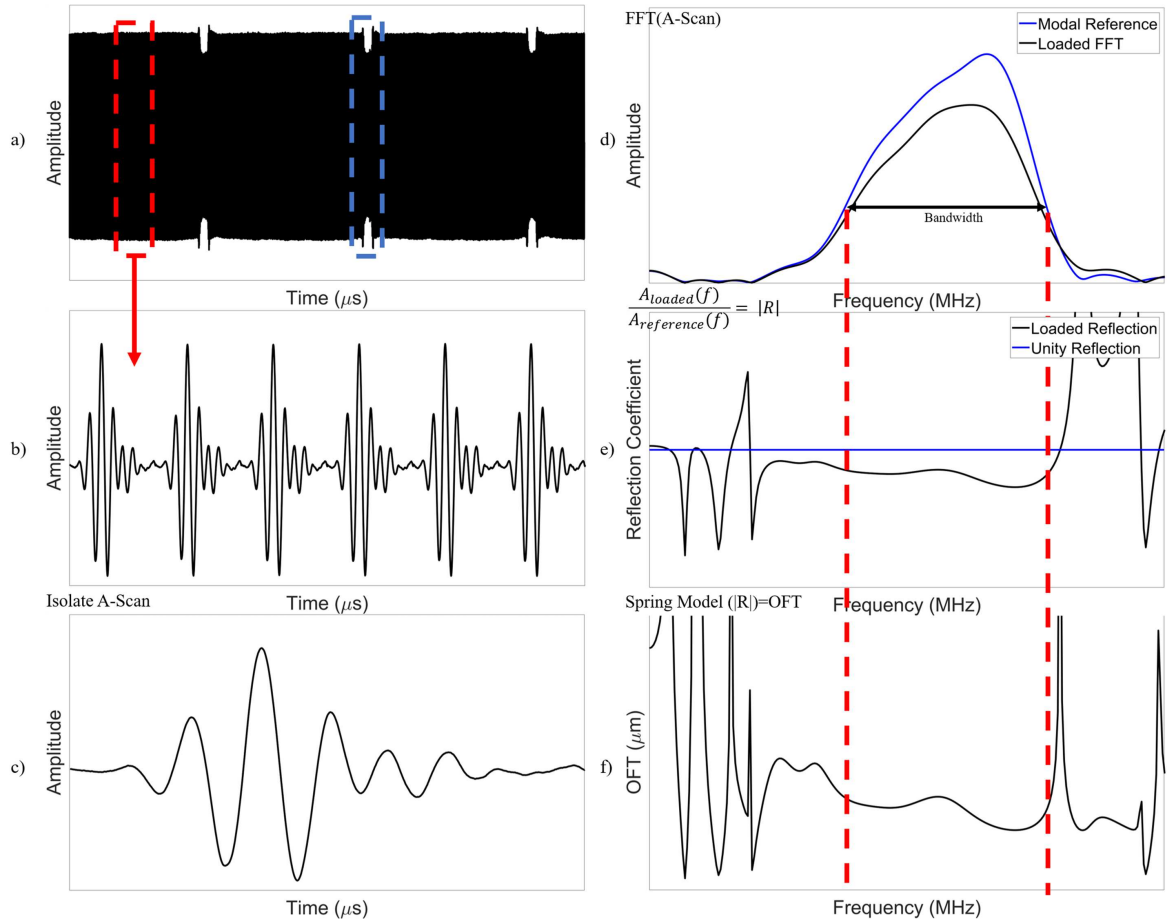 a)
Amplitude
Time (μs)
b)
Amplitude
Time (μs)
Isolate A-Scan
c)
Amplitude
Time (μs)
FFT(A-Scan)
Modal Reference
Loaded FFT
d)
Amplitude
Bandwidth
Frequency (MHz)
A_loaded(f)
A_reference(f) = |R|
Loaded Reflection
Unity Reflection
e)
Reflection Coefficient
Frequency (MHz)
Spring Model (|R|)=OFT
f)
OFT (μm)
Frequency (MHz)